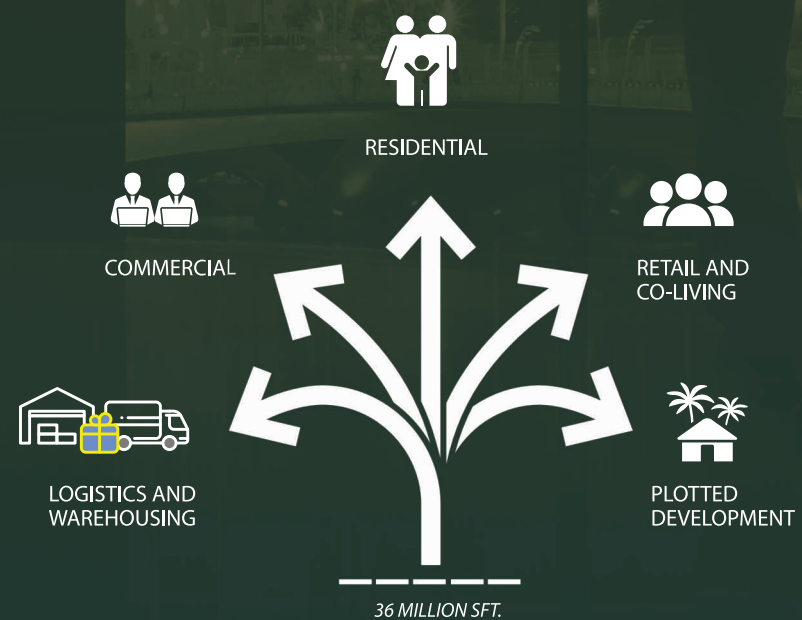 RESIDENTIAL
COMMERCIAL
RETAIL AND
CO-LIVING
LOGISTICS AND
WAREHOUSING
PLOTTED
DEVELOPMENT
36 MILLION SFT.